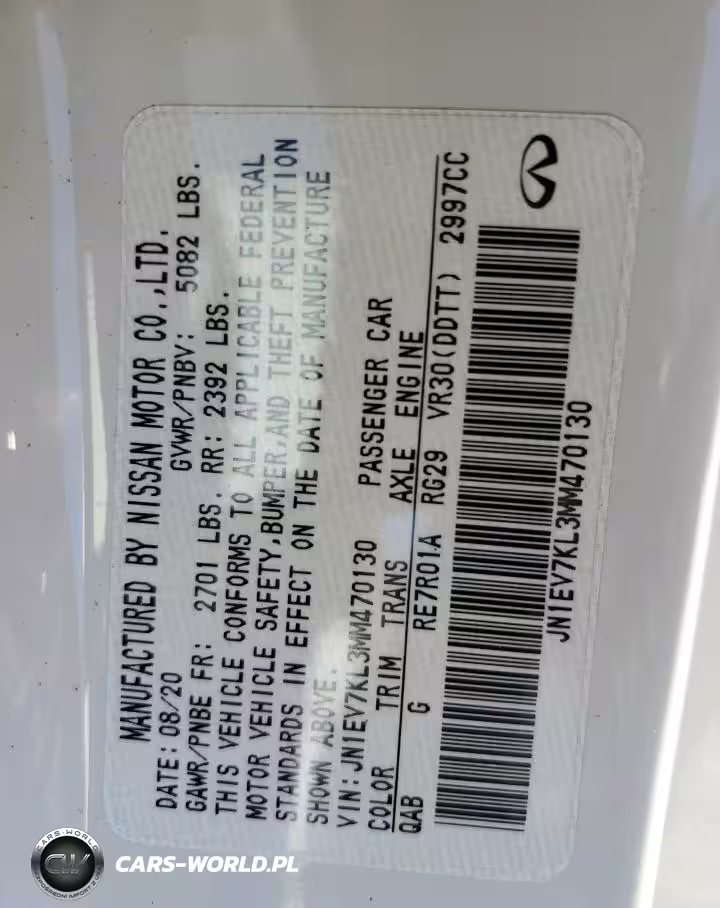 MANUFACTURED BY NISSAN MOTOR CO.,LTD.
DATE: 08/20 GVWR/PNBV: 5082 LBS.
GAWR/PNBE FR: 2701 LBS. RR: 2392 LBS.
THIS VEHICLE CONFORMS TO ALL APPLICABLE FEDERAL
MOTOR VEHICLE SAFETY,BUMPER,AND THEFT PREVENTION
STANDARDS IN EFFECT ON THE DATE OF MANUFACTURE
SHOWN ABOVE.
VIN: JN1EV7KL3MM470130 PASSENGER CAR
COLOR TRIM TRANS AXLE ENGINE
QAB G RE7R01A RG29 VR30(DDTT) 2997CC
JN1EV7KL3MM470130
CARS-WORLD
CW
CARS-WORLD.PL